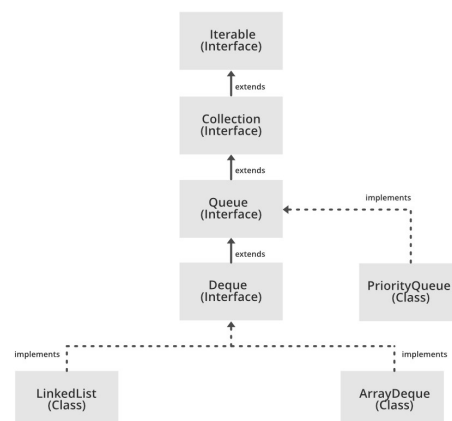 Iterable
(Interface)
extends
Collection
(Interface)
extends
Queue
(Interface)
implements
extends
Deque
(Interface)
PriorityQueue
(Class)
implements
implements
LinkedList
(Class)
ArrayDeque
(Class)